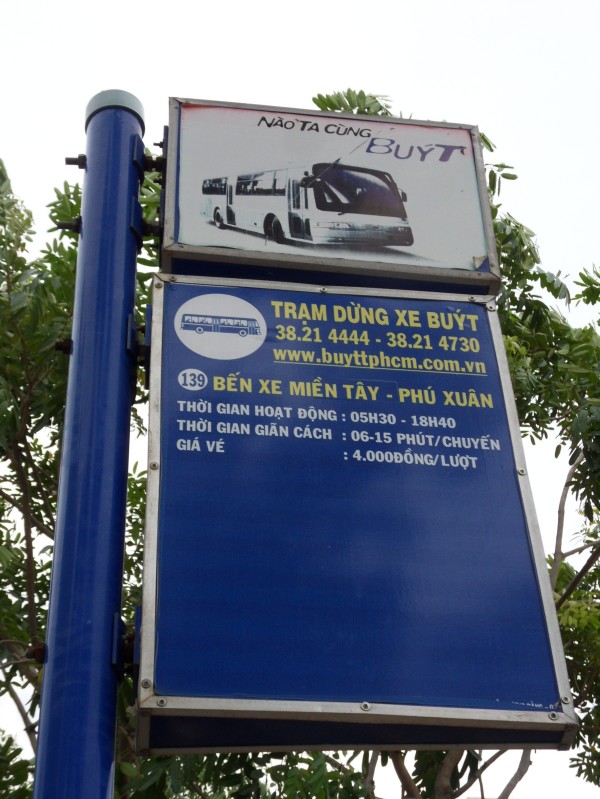 NÀO TA CÙNG
BUÝT
TRẠM DỪNG XE BUÝT
38.21 4444 - 38.21 4730
www.buyttphcm.com.vn
139 BẾN XE MIỀN TÂY - PHÚ XUÂN
THỜI GIAN HOẠT ĐỘNG : 05H30 - 18H40
THỜI GIAN GIÃN CÁCH : 06-15 PHÚT/CHUYẾN
GIÁ VÉ : 4.000ĐỒNG/LƯỢT